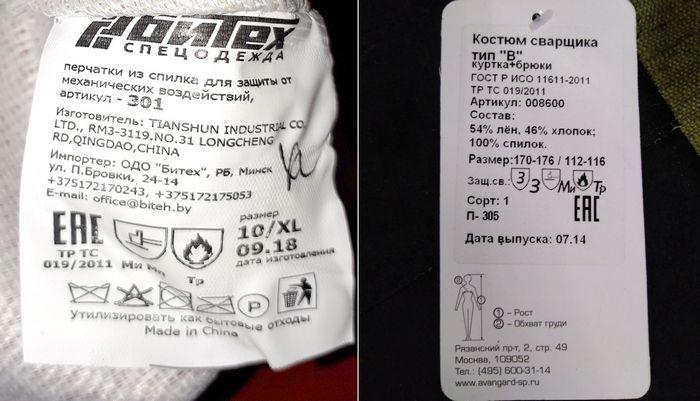 битех
СПЕЦОДЕЖДА
перчатки из спилка для защиты от
механических воздействий,
артикул - 301
Изготовитель: TIANSHUN INDUSTRIAL CO.
LTD., RM3-3119.NO.31 LONGCHENG
RD,QINGDAO,CHINA
Импортер: ОДО "Битех", РБ, Минск
ул. П.Бровки, 24-14
+375172170243, +375172175053
E-mail: office@biteh.by
размер
10/XL
09.18
дата изготовления
EAC
ТР ТС
019/2011 Ми Мп
Тр
P
Утилизировать как бытовые отходы
Made in China
Костюм сварщика
тип "В"
куртка+брюки
ГОСТ Р ИСО 11611-2011
ТР ТС 019/2011
Артикул: 008600
Состав:
54% лён, 46% хлопок;
100% спилок.
Размер:170-176 / 112-116
Защ.св.: З З Ми Тр
Сорт: 1
EAC
П- 305
Дата выпуска: 07.14
1 – Рост
2 – Обхват груди
Рязанский пр-т, 2, стр. 49
Москва, 109052
Тел.: (495) 600-31-14
www.avangard-sp.ru